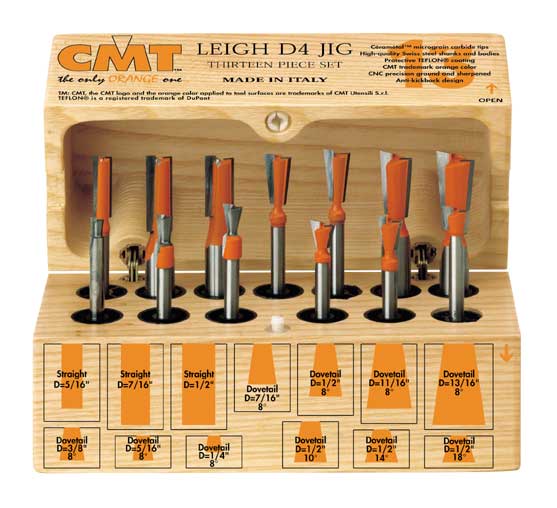 CMT™
the only ORANGE one™
LEIGH D4 JIG
THIRTEEN PIECE SET
MADE IN ITALY
Cerametal™ micrograin carbide tips
High-quality Swiss steel shanks and bodies
Protective TEFLON® coating
CMT trademark orange color
CNC precision ground and sharpened
Anti-kickback design
OPEN
TM: CMT, the CMT logo and the orange color applied to tool surfaces are trademarks of CMT Utensili S.r.l.
TEFLON® is a registered trademark of DuPont
Straight
D=5/16"
Straight
D=7/16"
Straight
D=1/2"
Dovetail
D=7/16"
8°
Dovetail
D=1/2"
8°
Dovetail
D=11/16"
8°
Dovetail
D=13/16"
8°
Dovetail
D=3/8"
8°
Dovetail
D=5/16"
8°
Dovetail
D=1/4"
8°
Dovetail
D=1/2"
10°
Dovetail
D=1/2"
14°
Dovetail
D=1/2"
18°